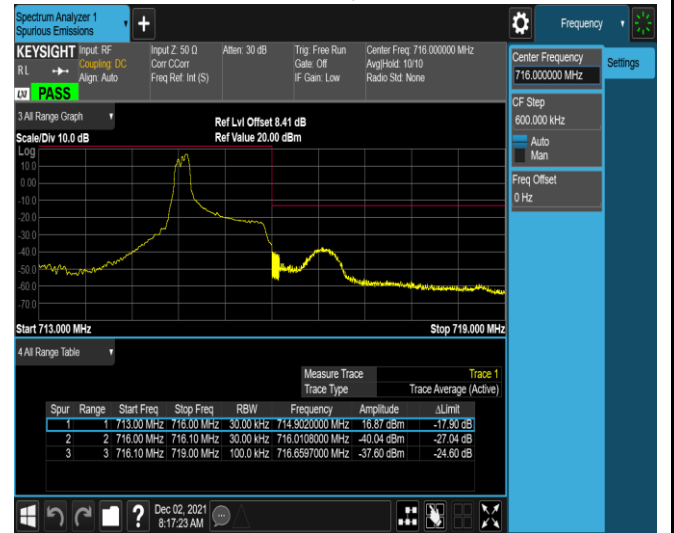 Spectrum Analyzer 1
Spurious Emissions
+
Frequency
KEYSIGHT Input: RF Input Z: 50 Ω Atten: 30 dB Trig: Free Run Center Freq: 716.000000 MHz
R L Coupling: DC Corr CCorr Gate: Off Avg|Hold: 10/10
Align: Auto Freq Ref: Int (S) IF Gain: Low Radio Std: None
LXI PASS
Center Frequency
716.000000 MHz
Settings
CF Step
600.000 kHz
Auto
Man
Freq Offset
0 Hz
3 All Range Graph
Ref Lvl Offset 8.41 dB
Scale/Div 10.0 dB Ref Value 20.00 dBm
Log
10.0
0.00
-10.0
-20.0
-30.0
-40.0
-50.0
-60.0
-70.0
Start 713.000 MHz Stop 719.000 MHz
4 All Range Table
Measure Trace Trace 1
Trace Type Trace Average (Active)
Spur Range Start Freq Stop Freq RBW Frequency Amplitude ΔLimit
1 1 713.00 MHz 716.00 MHz 30.00 kHz 714.9020000 MHz 16.87 dBm -17.90 dB
2 2 716.00 MHz 716.10 MHz 30.00 kHz 716.0108000 MHz -40.04 dBm -27.04 dB
3 3 716.10 MHz 719.00 MHz 100.0 kHz 716.6597000 MHz -37.60 dBm -24.60 dB
? Dec 02, 2021
8:17:23 AM